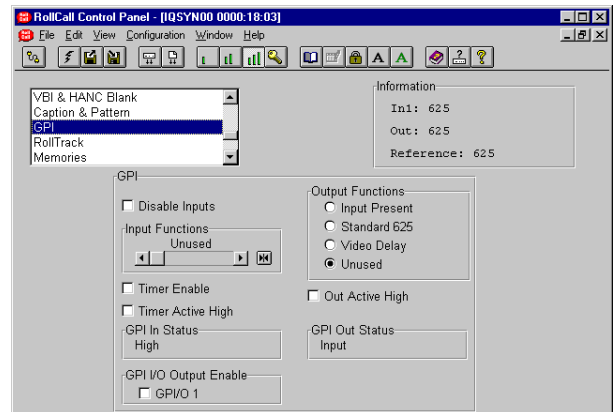 RollCall Control Panel - [IQSYN00 0000:18:03]
File Edit View Configuration Window Help
A A
VBI & HANC Blank
Caption & Pattern
GPI
RollTrack
Memories
Information
In1: 625
Out: 625
Reference: 625
GPI
Disable Inputs
Input Functions
Unused
Timer Enable
Timer Active High
GPI In Status
High
GPI I/O Output Enable
GPI/O 1
Output Functions
Input Present
Standard 625
Video Delay
Unused
Out Active High
GPI Out Status
Input